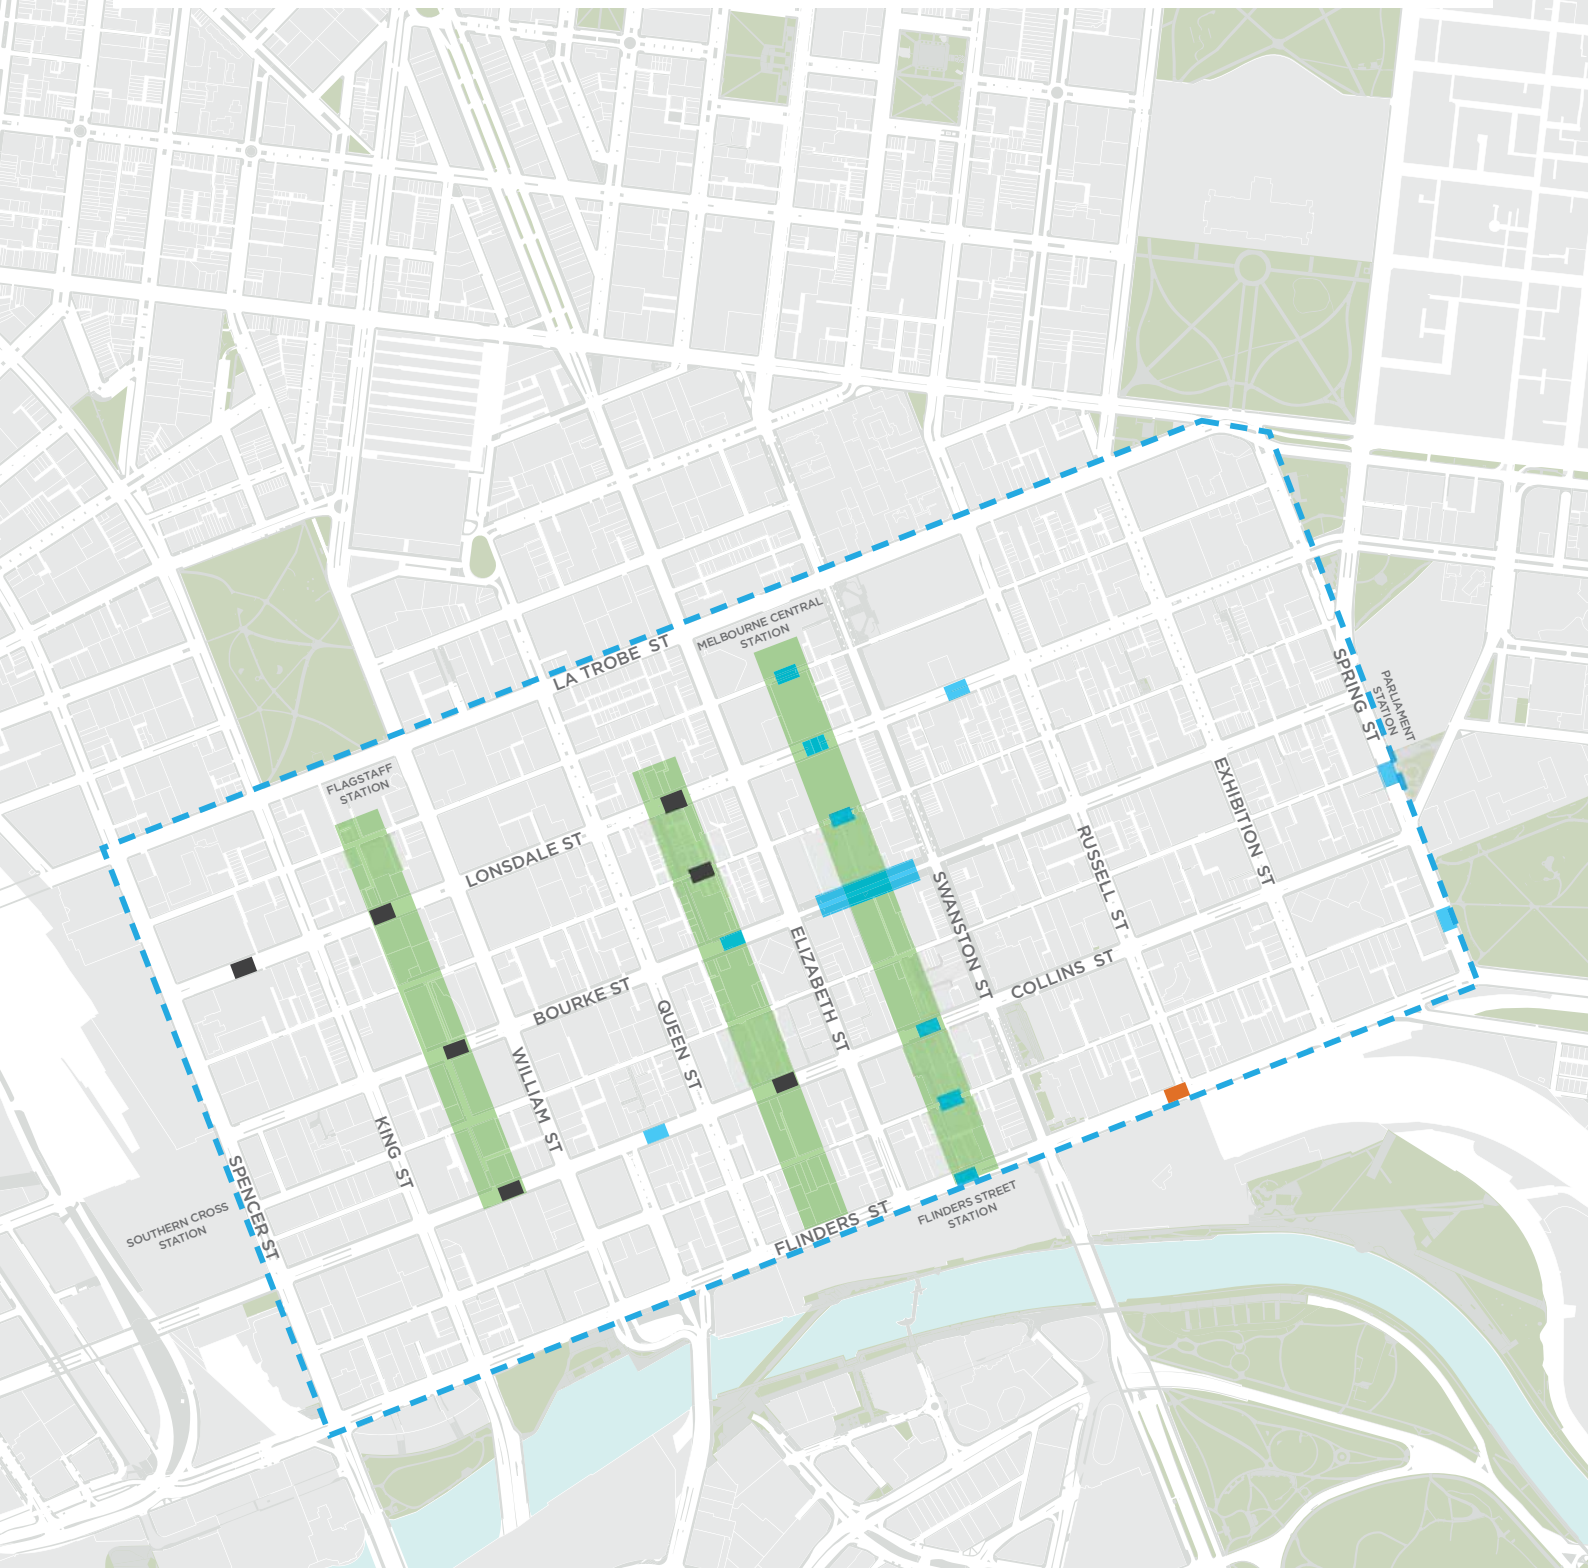 MELBOURNE CENTRAL
STATION
LA TROBE ST
SPRING ST
PARLIAMENT
STATION
FLAGSTAFF
STATION
LONSDALE ST
EXHIBITION ST
RUSSELL ST
SWANSTON ST
ELIZABETH ST
COLLINS ST
BOURKE ST
QUEEN ST
WILLIAM ST
KING ST
SPENCER ST
SOUTHERN CROSS
STATION
FLINDERS ST
FLINDERS STREET
STATION